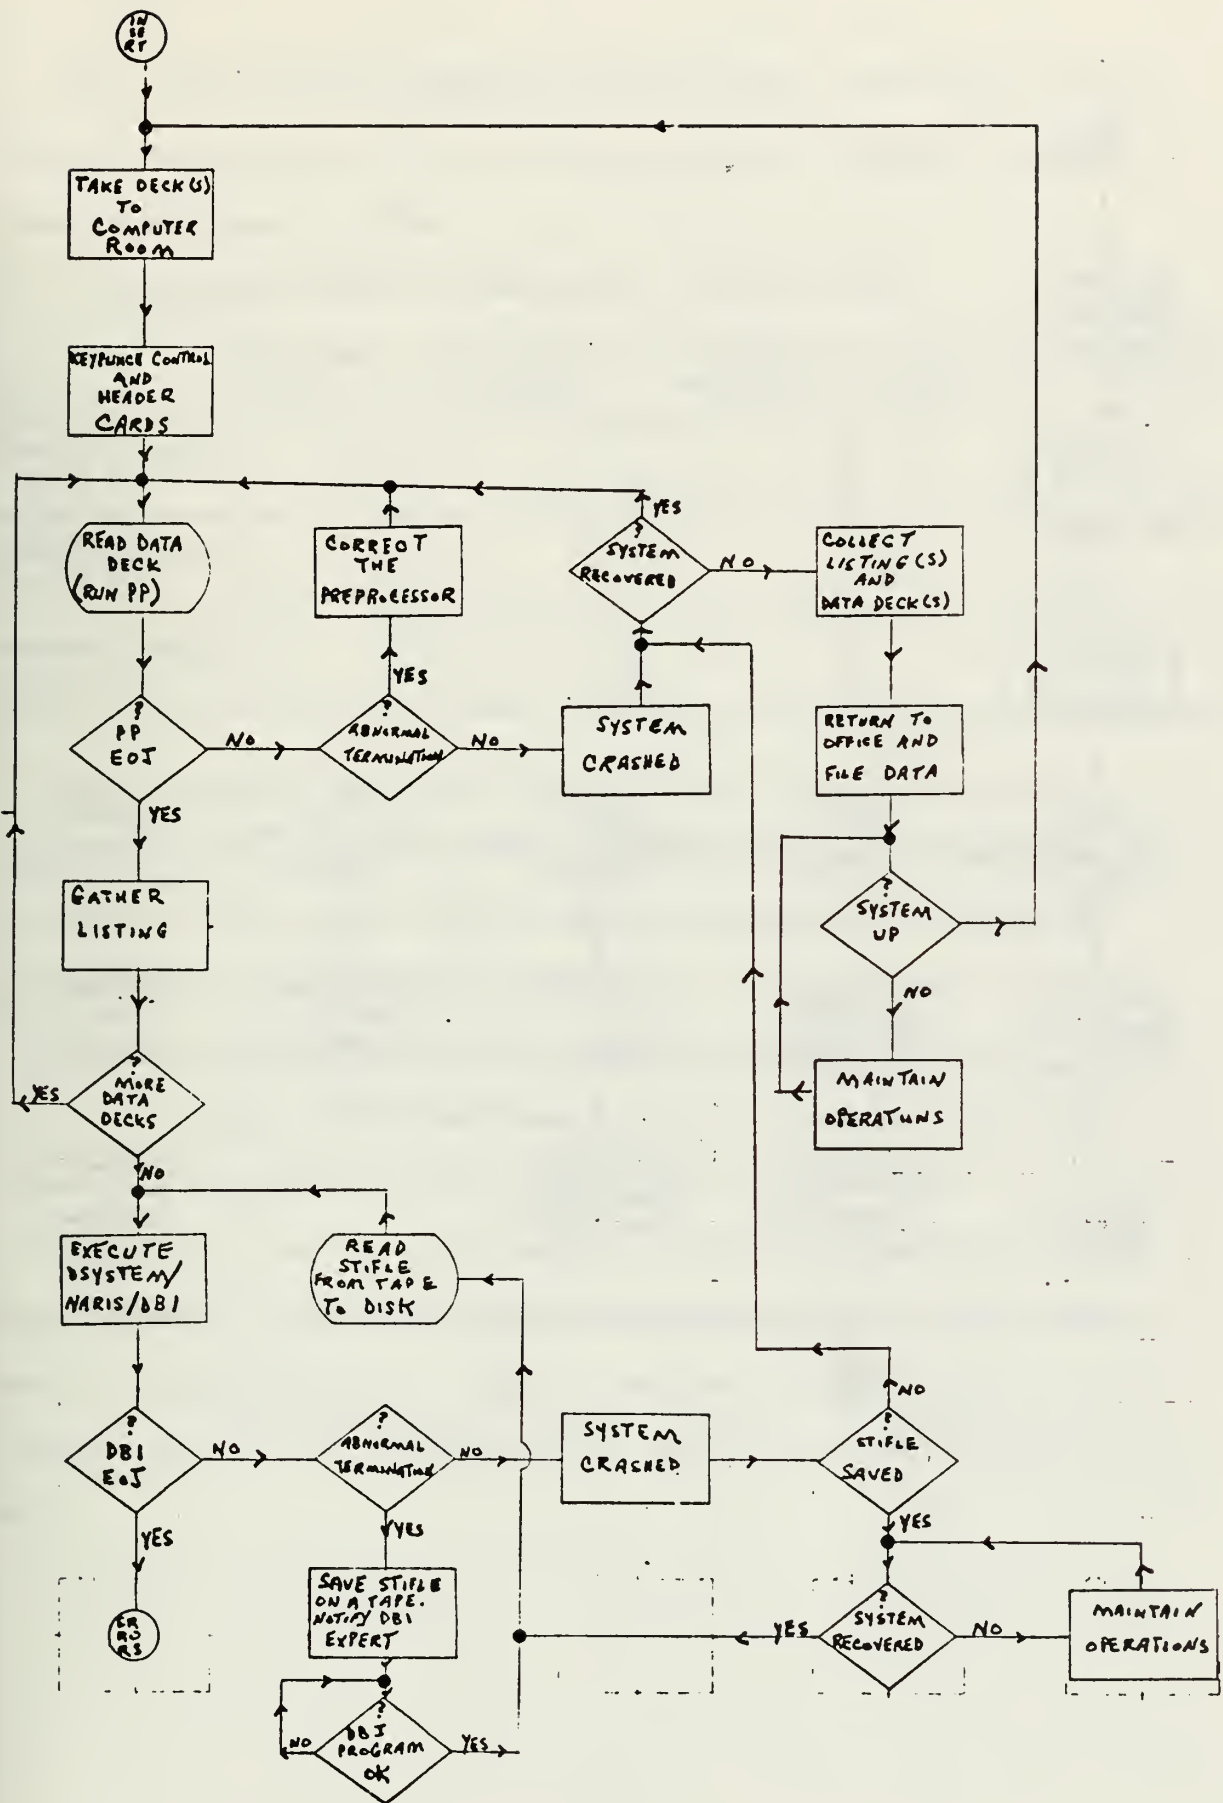 IN
SE
RT
TAKE DECK(S)
TO
COMPUTER
ROOM
KEYPUNCH CONTROL
AND
HEADER
CARDS
READ DATA
DECK
(RUN PP)
CORRECT
THE
PREPROCESSOR
?
SYSTEM
RECOVERED
YES
NO
COLLECT
LISTING(S)
AND
DATA DECK(S)
?
PP
EOJ
NO
YES
?
ABNORMAL
TERMINATION
YES
NO
SYSTEM
CRASHED
RETURN TO
OFFICE AND
FILE DATA
GATHER
LISTING
?
SYSTEM
UP
NO
?
MORE
DATA
DECKS
YES
NO
MAINTAIN
OPERATIONS
EXECUTE
DSYSTEM/
NARIS/DBI
READ
STIFLE
FROM TAPE
TO DISK
?
DBI
EOJ
NO
YES
?
ABNORMAL
TERMINATION
NO
YES
SYSTEM
CRASHED
?
STIFLE
SAVED
NO
YES
ER
RO
RS
SAVE STIFLE
ON A TAPE.
NOTIFY DBI
EXPERT
?
SYSTEM
RECOVERED
YES
NO
MAINTAIN
OPERATIONS
?
DBI
PROGRAM
OK
NO
YES